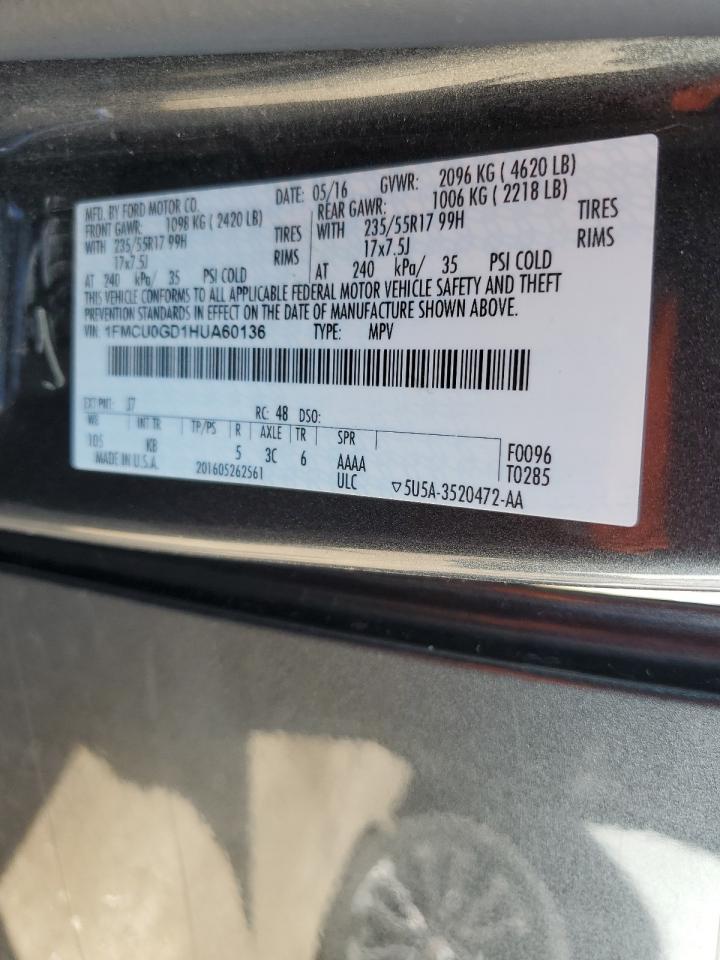 MFD. BY FORD MOTOR CO. DATE: 05/16 GVWR: 2096 KG ( 4620 LB)
FRONT GAWR: 1098 KG ( 2420 LB)
WITH 235/55R17 99H TIRES
17x7.5J RIMS
AT 240 kPa/ 35 PSI COLD
REAR GAWR: 1006 KG ( 2218 LB)
WITH 235/55R17 99H TIRES
17x7.5J RIMS
AT 240 kPa/ 35 PSI COLD
THIS VEHICLE CONFORMS TO ALL APPLICABLE FEDERAL MOTOR VEHICLE SAFETY AND THEFT
PREVENTION STANDARDS IN EFFECT ON THE DATE OF MANUFACTURE SHOWN ABOVE.
VIN: 1FMCU0GD1HUA60136 TYPE: MPV
EXT PNT: J7 RC: 48 DSO:
WB INT TR TP/PS R AXLE TR SPR
105 KB 5 3C 6 AAAA F0096
MADE IN U.S.A. 201605262561 ULC T0285
▽5U5A-3520472-AA